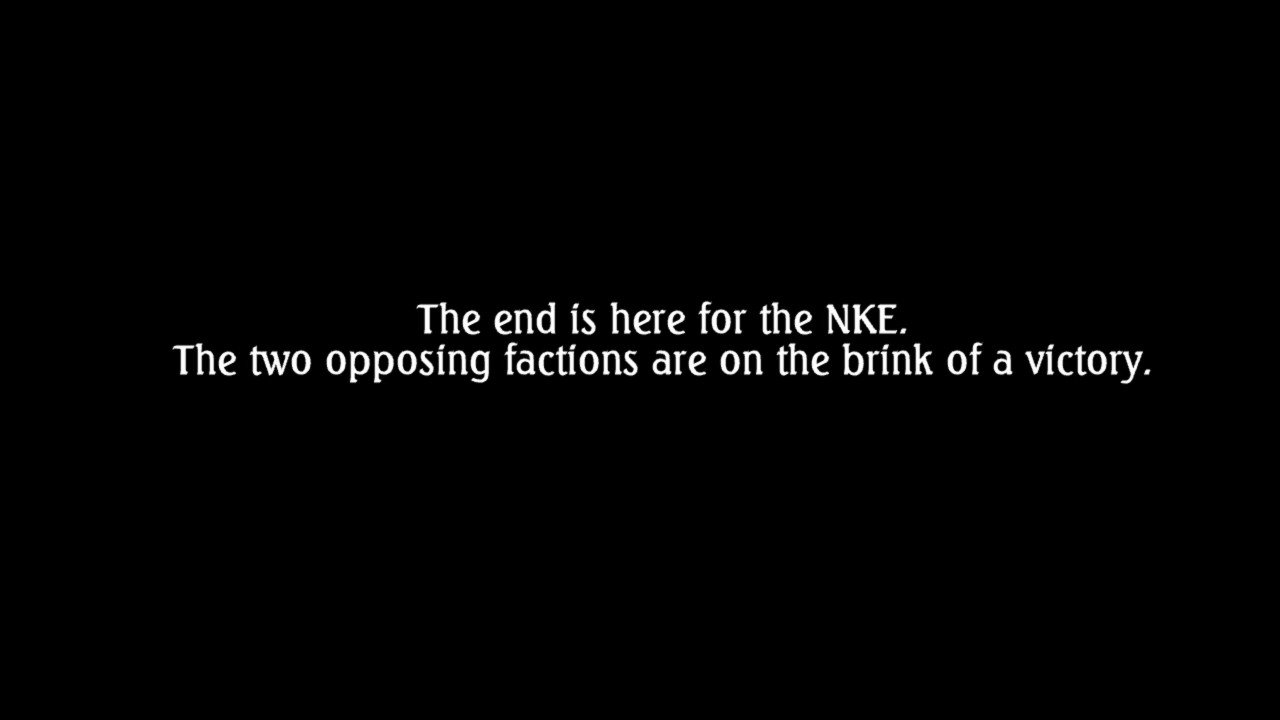 The end is here for the NKE.
The two opposing factions are on the brink of a victory.